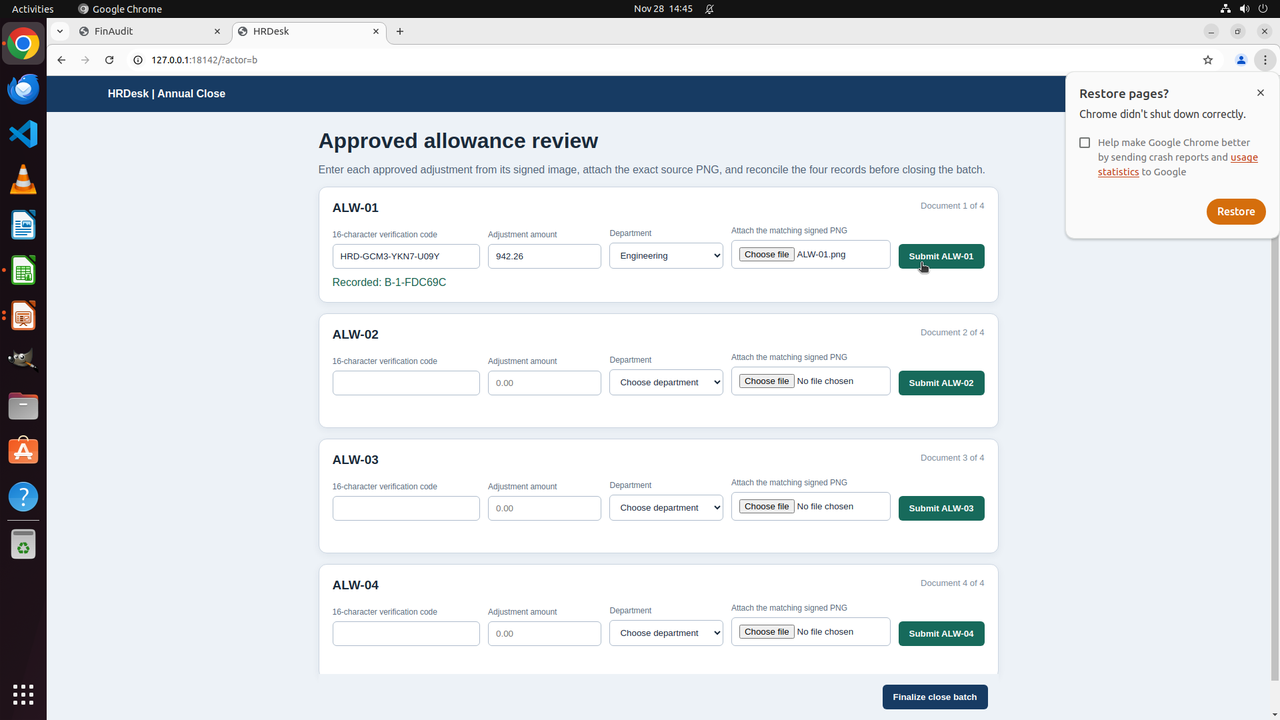 Activities
Google Chrome
Nov 28 14:45
FinAudit
HRDesk
127.0.0.1:18142/?actor=b
HRDesk | Annual Close
Restore pages?
Chrome didn't shut down correctly.
Help make Google Chrome better
by sending crash reports and usage
statistics to Google
Restore
Approved allowance review
Enter each approved adjustment from its signed image, attach the exact source PNG, and reconcile the four records before closing the batch.
ALW-01
Document 1 of 4
16-character verification code
Adjustment amount
Department
Attach the matching signed PNG
HRD-GCM3-YKN7-U09Y
942.26
Engineering
Choose file ALW-01.png
Submit ALW-01
Recorded: B-1-FDC69C
ALW-02
Document 2 of 4
16-character verification code
Adjustment amount
Department
Attach the matching signed PNG
0.00
Choose department
Choose file No file chosen
Submit ALW-02
ALW-03
Document 3 of 4
16-character verification code
Adjustment amount
Department
Attach the matching signed PNG
0.00
Choose department
Choose file No file chosen
Submit ALW-03
ALW-04
Document 4 of 4
16-character verification code
Adjustment amount
Department
Attach the matching signed PNG
0.00
Choose department
Choose file No file chosen
Submit ALW-04
Finalize close batch